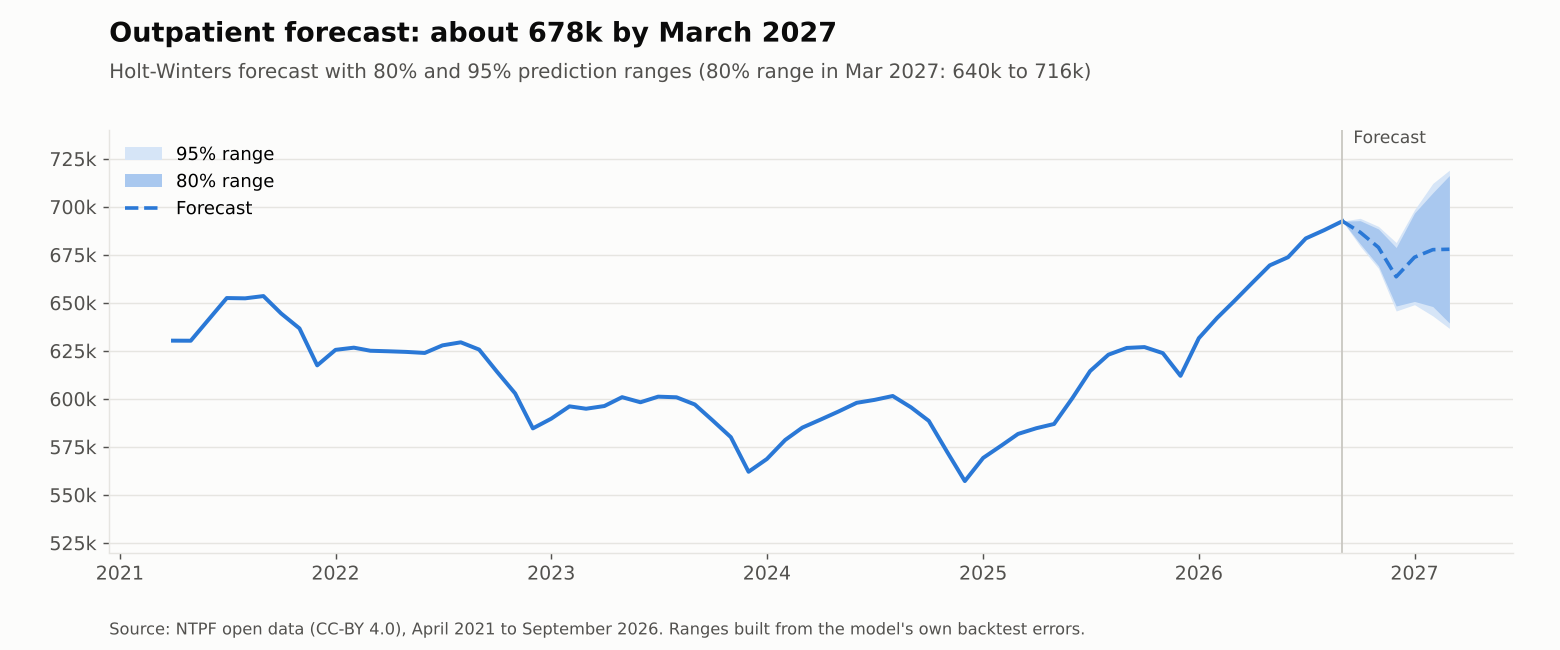 Outpatient forecast: about 678k by March 2027
Holt-Winters forecast with 80% and 95% prediction ranges (80% range in Mar 2027: 640k to 716k)
Forecast
95% range
80% range
Forecast
725k
700k
675k
650k
625k
600k
575k
550k
525k
2021 2022 2023 2024 2025 2026 2027
Source: NTPF open data (CC-BY 4.0), April 2021 to September 2026. Ranges built from the model's own backtest errors.